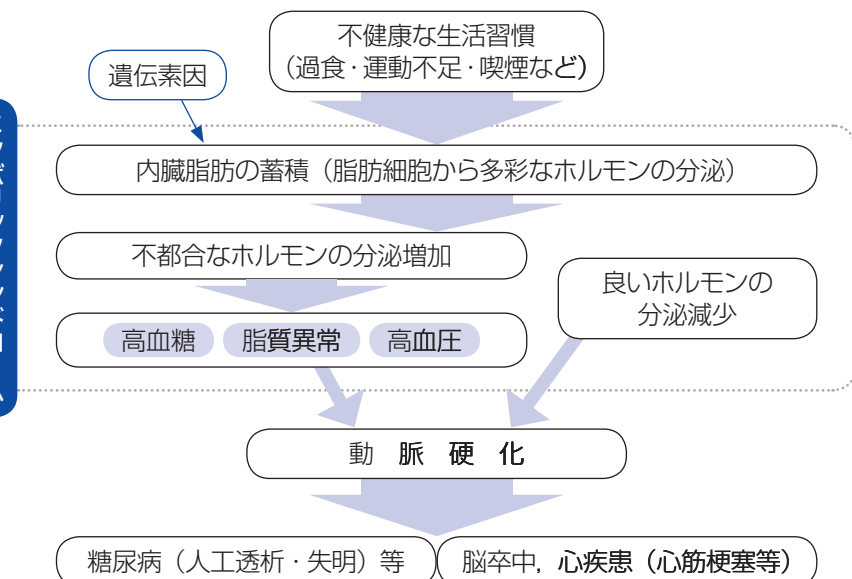 不健康な生活習慣
（過食・運動不足・喫煙など）
遺伝素因
内臓脂肪の蓄積（脂肪細胞から多彩なホルモンの分泌）
不都合なホルモンの分泌増加
良いホルモンの
分泌減少
高血糖 脂質異常 高血圧
動脈硬化
糖尿病（人工透析・失明）等
脳卒中，心疾患（心筋梗塞等）